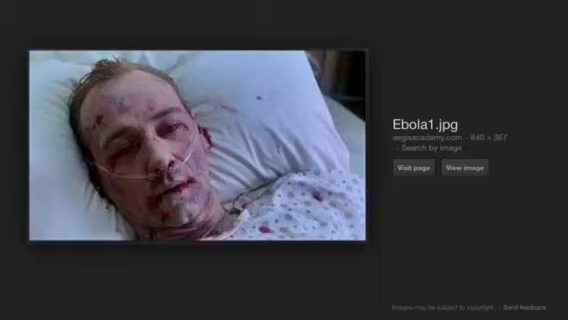 Ebola1.jpg
aegisacademy.com - 640 × 367
- Search by image
Visit page View image
Images may be subject to copyright. - Send feedback